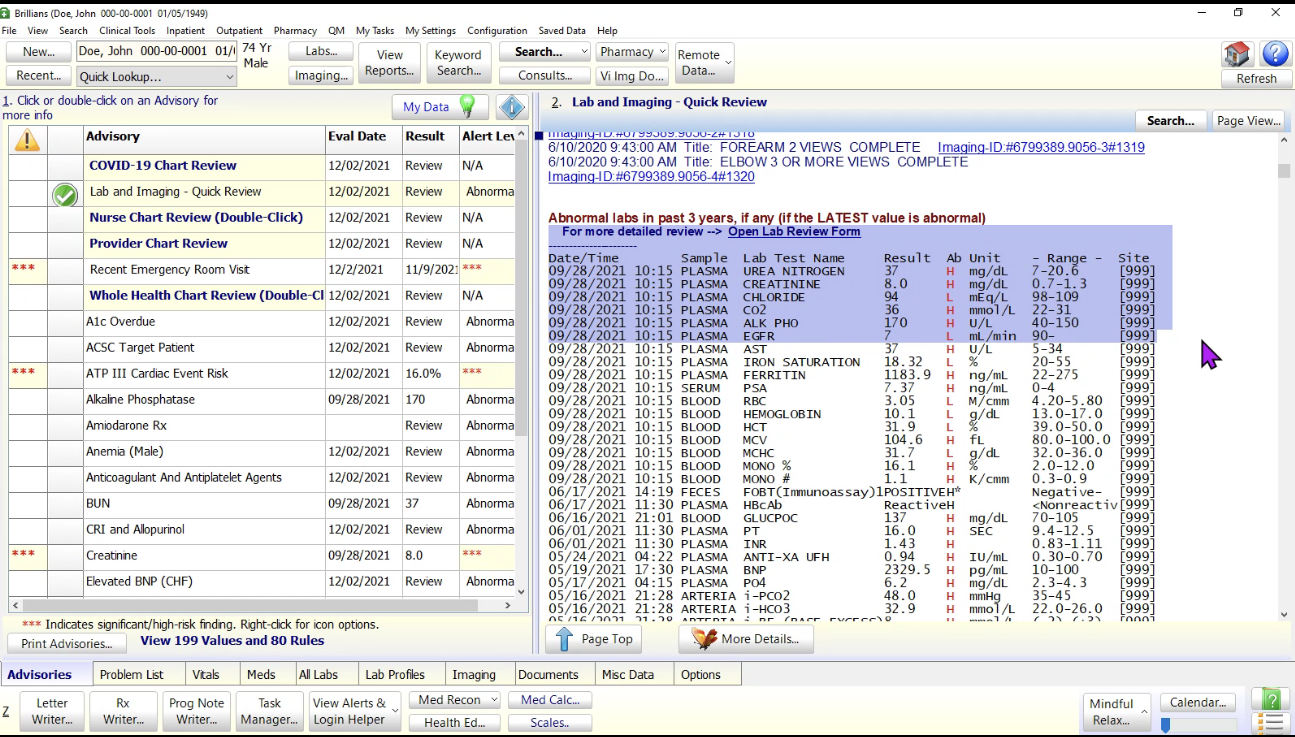 Brillians (Doe, John 000-00-0001 01/05/1949)
File View Search Clinical Tools Inpatient Outpatient Pharmacy QM My Tasks My Settings Configuration Saved Data Help
New... Doe, John 000-00-0001 01/ 74 Yr Male Labs... View Reports... Keyword Search... Search... Pharmacy Remote Data...
Recent... Quick Lookup... Imaging... Consults... Vi Img Do... Refresh
1. Click or double-click on an Advisory for more info
My Data
Advisory Eval Date Result Alert Lev
COVID-19 Chart Review 12/02/2021 Review N/A
Lab and Imaging - Quick Review 12/02/2021 Review Abnorma
Nurse Chart Review (Double-Click) 12/02/2021 Review N/A
Provider Chart Review 12/02/2021 Review N/A
*** Recent Emergency Room Visit 12/2/2021 11/9/2021 ***
Whole Health Chart Review (Double-Cl 12/02/2021 Review N/A
A1c Overdue 12/02/2021 Review Abnorma
ACSC Target Patient 12/02/2021 Review Abnorma
*** ATP III Cardiac Event Risk 12/02/2021 16.0% ***
Alkaline Phosphatase 09/28/2021 170 Abnorma
Amiodarone Rx Review Abnorma
Anemia (Male) 12/02/2021 Review Abnorma
Anticoagulant And Antiplatelet Agents 12/02/2021 Review Abnorma
BUN 09/28/2021 37 Abnorma
CRI and Allopurinol 12/02/2021 Review Abnorma
*** Creatinine 09/28/2021 8.0 ***
Elevated BNP (CHF) 12/02/2021 Review Abnorma
*** Indicates significant/high-risk finding. Right-click for icon options.
Print Advisories... View 199 Values and 80 Rules
2. Lab and Imaging - Quick Review
Search... Page View...
Imaging-ID:#6799389.9056-2#1318
6/10/2020 9:43:00 AM Title: FOREARM 2 VIEWS COMPLETE Imaging-ID:#6799389.9056-3#1319
6/10/2020 9:43:00 AM Title: ELBOW 3 OR MORE VIEWS COMPLETE
Imaging-ID:#6799389.9056-4#1320
Abnormal labs in past 3 years, if any (if the LATEST value is abnormal)
For more detailed review --> Open Lab Review Form
----------------------
Date/Time Sample Lab Test Name Result Ab Unit - Range - Site
09/28/2021 10:15 PLASMA UREA NITROGEN 37 H mg/dL 7-20.6 [999]
09/28/2021 10:15 PLASMA CREATININE 8.0 H mg/dL 0.7-1.3 [999]
09/28/2021 10:15 PLASMA CHLORIDE 94 L mEq/L 98-109 [999]
09/28/2021 10:15 PLASMA CO2 36 H mmol/L 22-31 [999]
09/28/2021 10:15 PLASMA ALK PHO 170 H U/L 40-150 [999]
09/28/2021 10:15 PLASMA EGFR 7 L mL/min 90- [999]
09/28/2021 10:15 PLASMA AST 37 H U/L 5-34 [999]
09/28/2021 10:15 PLASMA IRON SATURATION 18.32 L % 20-55 [999]
09/28/2021 10:15 PLASMA FERRITIN 1183.9 H ng/mL 22-275 [999]
09/28/2021 10:15 SERUM PSA 7.37 H ng/mL 0-4 [999]
09/28/2021 10:15 BLOOD RBC 3.05 L M/cmm 4.20-5.80 [999]
09/28/2021 10:15 BLOOD HEMOGLOBIN 10.1 L g/dL 13.0-17.0 [999]
09/28/2021 10:15 BLOOD HCT 31.9 L % 39.0-50.0 [999]
09/28/2021 10:15 BLOOD MCV 104.6 H fL 80.0-100.0 [999]
09/28/2021 10:15 BLOOD MCHC 31.7 L g/dL 32.0-36.0 [999]
09/28/2021 10:15 BLOOD MONO % 16.1 H % 2.0-12.0 [999]
09/28/2021 10:15 BLOOD MONO # 1.1 H K/cmm 0.3-0.9 [999]
06/17/2021 14:19 FECES FOBT(Immunoassay)1POSITIVEH* Negative- [999]
06/17/2021 11:30 PLASMA HBcAb ReactiveH <Nonreactiv[999]
06/16/2021 21:01 BLOOD GLUCPOC 137 H mg/dL 70-105 [999]
06/01/2021 11:30 PLASMA PT 16.0 H SEC 9.4-12.5 [999]
06/01/2021 11:30 PLASMA INR 1.43 H 0.83-1.11 [999]
05/24/2021 04:22 PLASMA ANTI-XA UFH 0.94 H IU/mL 0.30-0.70 [999]
05/19/2021 17:30 PLASMA BNP 2329.5 H pg/mL 10-100 [999]
05/17/2021 04:15 PLASMA PO4 6.2 H mg/dL 2.3-4.3 [999]
05/16/2021 21:28 ARTERIA i-PCO2 48.0 H mmHg 35-45 [999]
05/16/2021 21:28 ARTERIA i-HCO3 32.9 H mmol/L 22.0-26.0 [999]
Page Top More Details...
Advisories Problem List Vitals Meds All Labs Lab Profiles Imaging Documents Misc Data Options
Z Letter Writer... Rx Writer... Prog Note Writer... Task Manager... View Alerts & Login Helper Med Recon Med Calc... Mindful Relax... Calendar...
Health Ed... Scales..